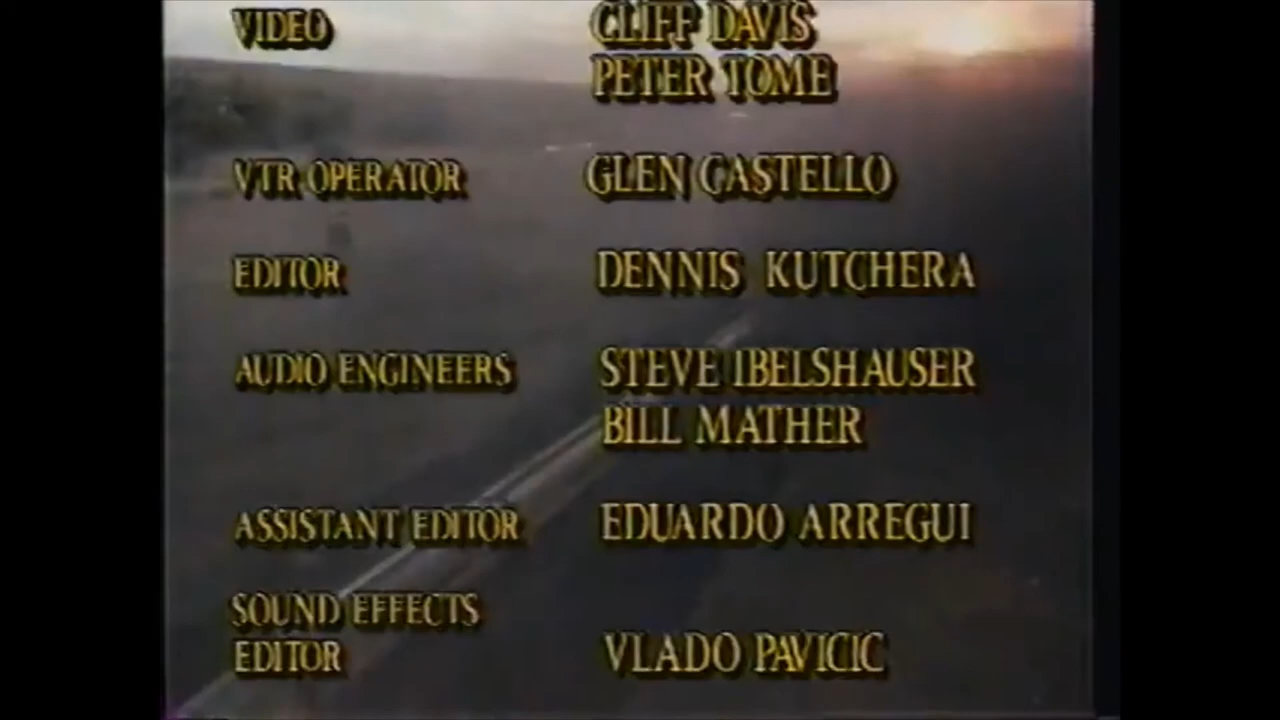 VIDEO CLIFF DAVIS
PETER TOME
VTR OPERATOR GLEN CASTELLO
EDITOR DENNIS KUTCHERA
AUDIO ENGINEERS STEVE IBELSHAUSER
BILL MATHER
ASSISTANT EDITOR EDUARDO ARREGUI
SOUND EFFECTS
EDITOR VLADO PAVICIC